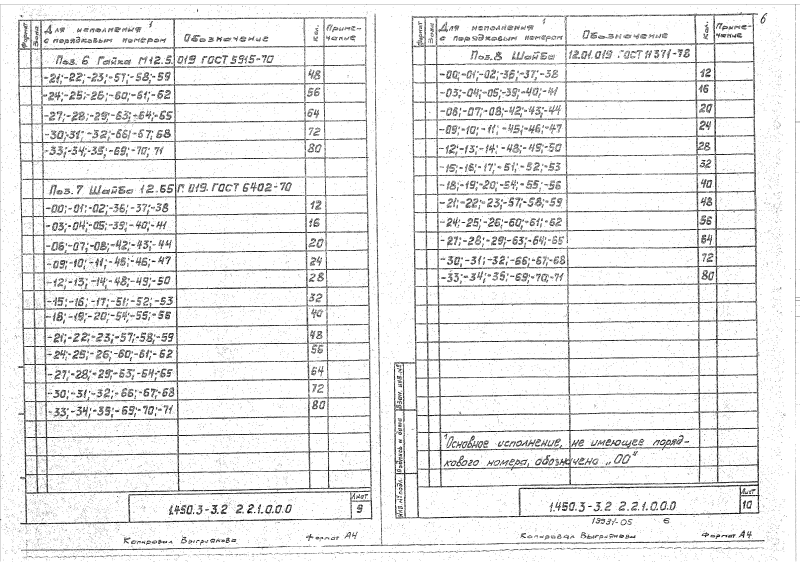 6
Формат
Зона
Для исполнения ¹
с порядковым номером
Обозначение
Кол.
Приме-
чание
Поз. 6 Гайка М12.5.019 ГОСТ 5915-70
-21;-22;-23;-57;-58;-59 48
-24;-25;-26;-60;-61;-62 56
-27;-28;-29;-63;-64;-65 64
-30;-31;-32;-66;-67;-68 72
-33;-34;-35;-69;-70;71 80
Поз. 7 Шайба 12.65Г.019.ГОСТ 6402-70
-00;-01;-02;-36;-37;-38 12
-03;-04;-05;-39;-40;-41 16
-06;-07;-08;-42;-43;-44 20
-09;-10;-11;-45;-46;-47 24
-12;-13;-14;-48;-49;-50 28
-15;-16;-17;-51;-52;-53 32
-18;-19;-20;-54;-55;-56 40
-21;-22;-23;-57;-58;-59 48
-24;-25;-26;-60;-61;-62 56
-27;-28;-29;-63;-64;-65 64
-30;-31;-32;-66;-67;-68 72
-33;-34;-35;-69;-70;-71 80
1.450.3-3.2 2.2.1.0.0.0
Лист
9
Копировал Выгрианова
Формат А4
Формат
Зона
Для исполнения ¹
с порядковым номером
Обозначение
Кол.
Приме-
чание
Поз. 8 Шайба 12.01.019 ГОСТ 11371-78
-00;-01;-02;-36;-37;-38 12
-03;-04;-05;-39;-40;-41 16
-06;-07;-08;-42;-43;-44 20
-09;-10;-11;-45;-46;-47 24
-12;-13;-14;-48;-49;-50 28
-15;-16;-17;-51;-52;-53 32
-18;-19;-20;-54;-55;-56 40
-21;-22;-23;-57;-58;-59 48
-24;-25;-26;-60;-61;-62 56
-27;-28;-29;-63;-64;-65 64
-30;-31;-32;-66;-67;-68 72
-33;-34;-35;-69;-70;-71 80
¹Основное исполнение, не имеющее поряд-
кового номера, обозначено „00"
Взам. инв. №
Подпись и дата
Инв. № подл.
1.450.3-3.2 2.2.1.0.0.0
Лист
10
19931-05 6
Копировал
Формат А4